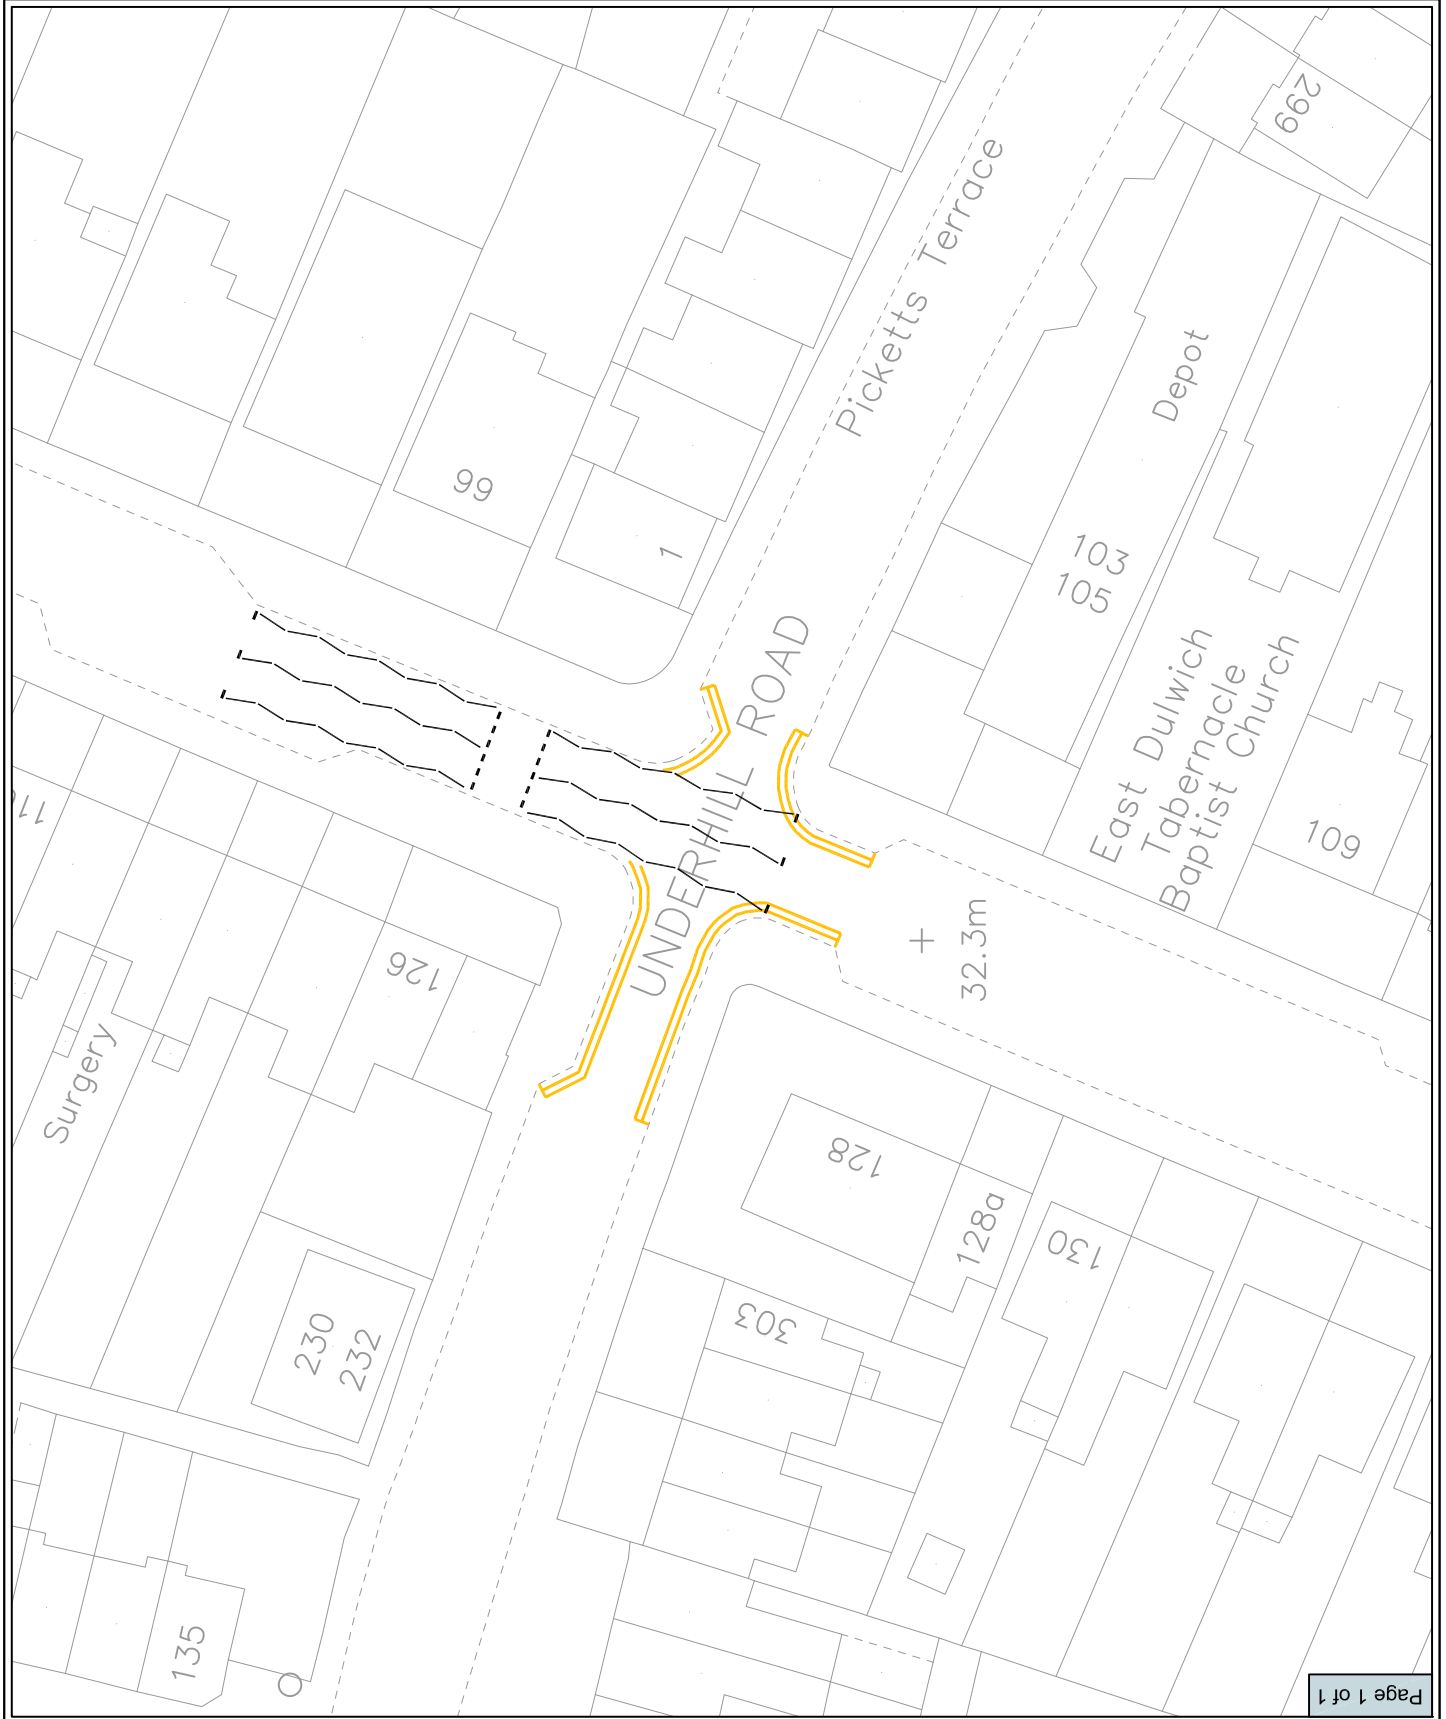 299
Picketts Terrace
Depot
99
1
103
105
UNDERHILL ROAD
East Dulwich
Tabernacle
Baptist Church
109
126
32.3m
Surgery
128
128a
130
303
230
232
135
Page 1 of 1